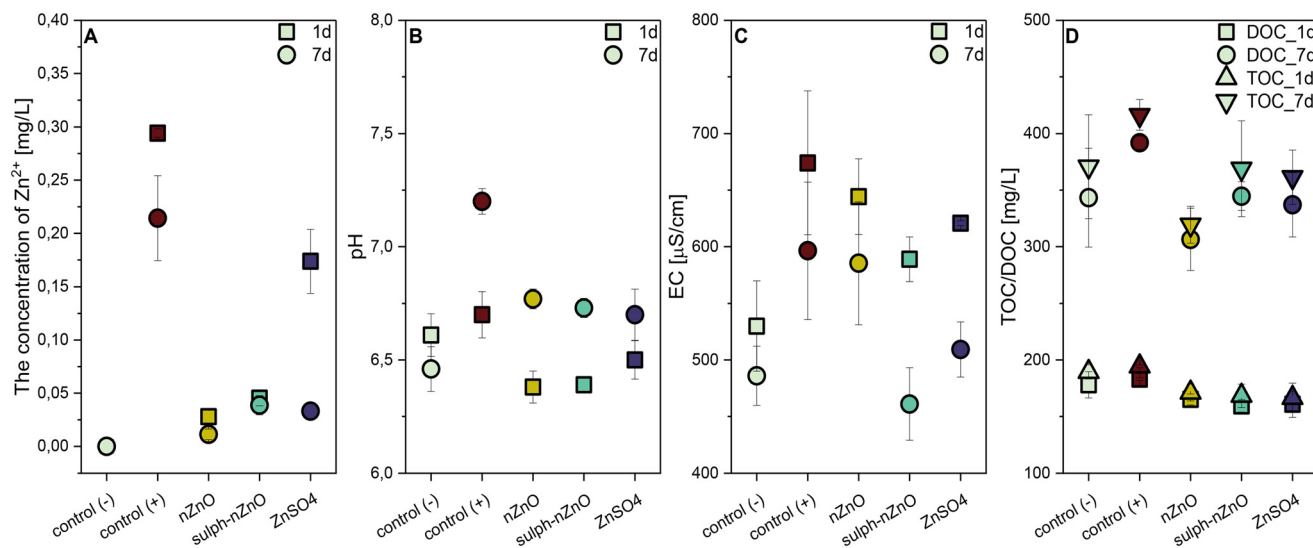 A
1d
7d
The concentration of Zn²⁺ [mg/L]
0,40
0,35
0,30
0,25
0,20
0,15
0,10
0,05
0,00
control (-)
control (+)
nZnO
sulph-nZnO
ZnSO4
B
1d
7d
pH
8,0
7,5
7,0
6,5
6,0
control (-)
control (+)
nZnO
sulph-nZnO
ZnSO4
C
1d
7d
EC [µS/cm]
800
700
600
500
400
control (-)
control (+)
nZnO
sulph-nZnO
ZnSO4
D
DOC_1d
DOC_7d
TOC_1d
TOC_7d
TOC/DOC [mg/L]
500
400
300
200
100
control (-)
control (+)
nZnO
sulph-nZnO
ZnSO4